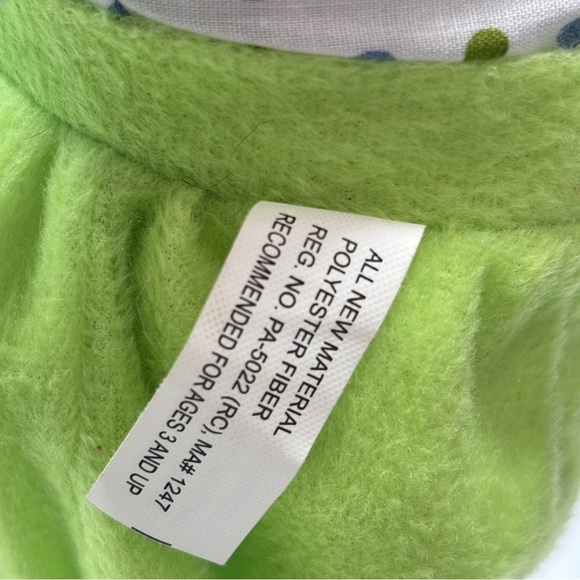 ALL NEW MATERIAL
POLYESTER FIBER
REG. NO. PA-5022 (RC), MA# 1247
RECOMMENDED FOR AGES 3 AND UP